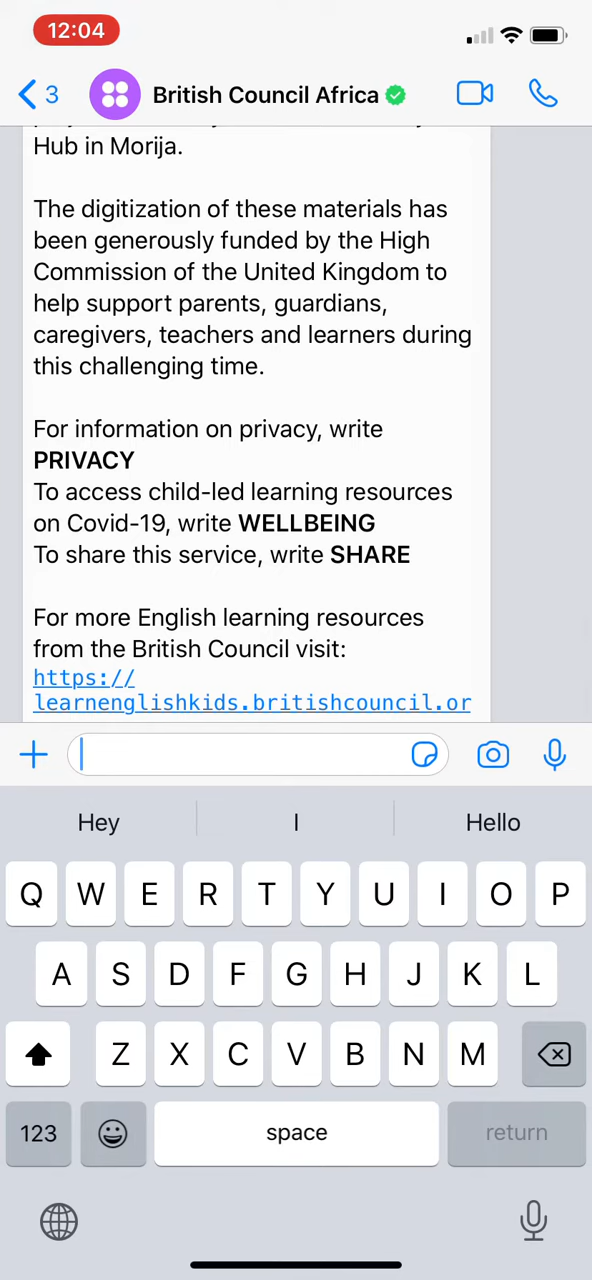 12:04
3
British Council Africa
Hub in Morija.
The digitization of these materials has
been generously funded by the High
Commission of the United Kingdom to
help support parents, guardians,
caregivers, teachers and learners during
this challenging time.
For information on privacy, write
PRIVACY
To access child-led learning resources
on Covid-19, write WELLBEING
To share this service, write SHARE
For more English learning resources
from the British Council visit:
https://
learnenglishkids.britishcouncil.or
Hey I Hello
Q W E R T Y U I O P
A S D F G H J K L
Z X C V B N M
123 space return